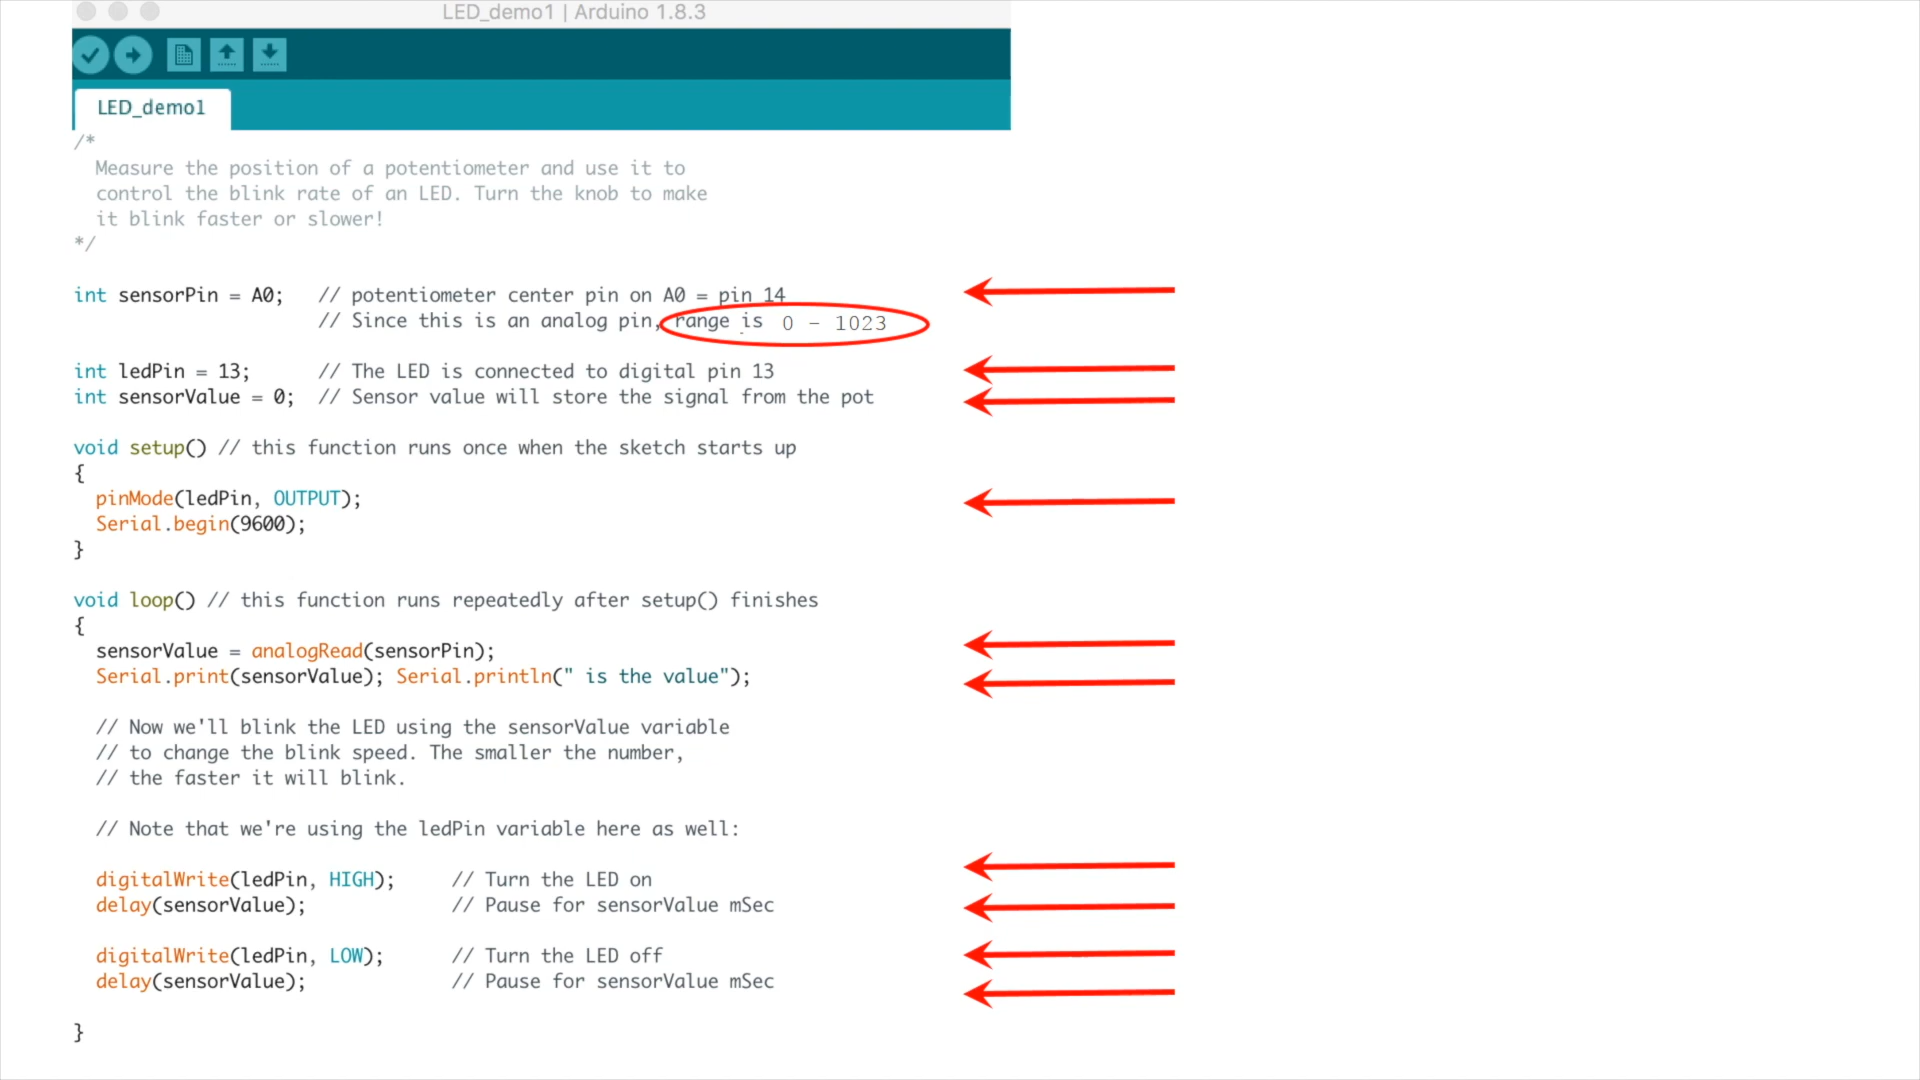 LED_demo1 | Arduino 1.8.3
LED_demo1
/*
  Measure the position of a potentiometer and use it to
  control the blink rate of an LED. Turn the knob to make
  it blink faster or slower!
*/
int sensorPin = A0;   // potentiometer center pin on A0 = pin 14
                      // Since this is an analog pin, range is 0 - 1023
int ledPin = 13;      // The LED is connected to digital pin 13
int sensorValue = 0;  // Sensor value will store the signal from the pot
void setup() // this function runs once when the sketch starts up
{
  pinMode(ledPin, OUTPUT);
  Serial.begin(9600);
}
void loop() // this function runs repeatedly after setup() finishes
{
  sensorValue = analogRead(sensorPin);
  Serial.print(sensorValue); Serial.println(" is the value");
  // Now we'll blink the LED using the sensorValue variable
  // to change the blink speed. The smaller the number,
  // the faster it will blink.
  // Note that we're using the ledPin variable here as well:
  digitalWrite(ledPin, HIGH);     // Turn the LED on
  delay(sensorValue);             // Pause for sensorValue mSec
  digitalWrite(ledPin, LOW);      // Turn the LED off
  delay(sensorValue);             // Pause for sensorValue mSec
}